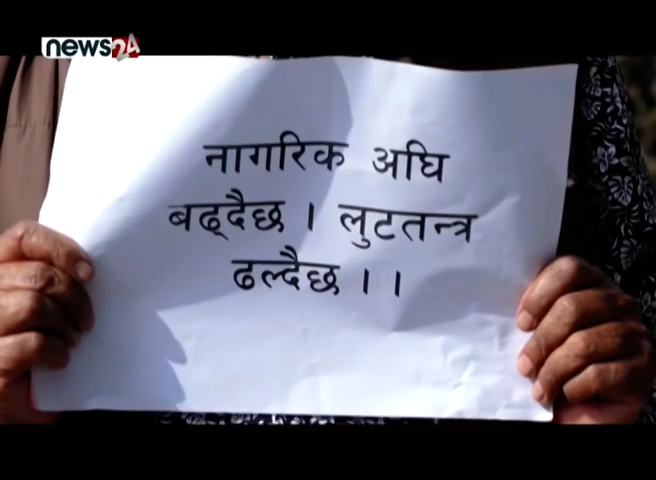 news24
नागरिक अघि
बढ्दैछ । लुटतन्त्र
ढल्दैछ ।।